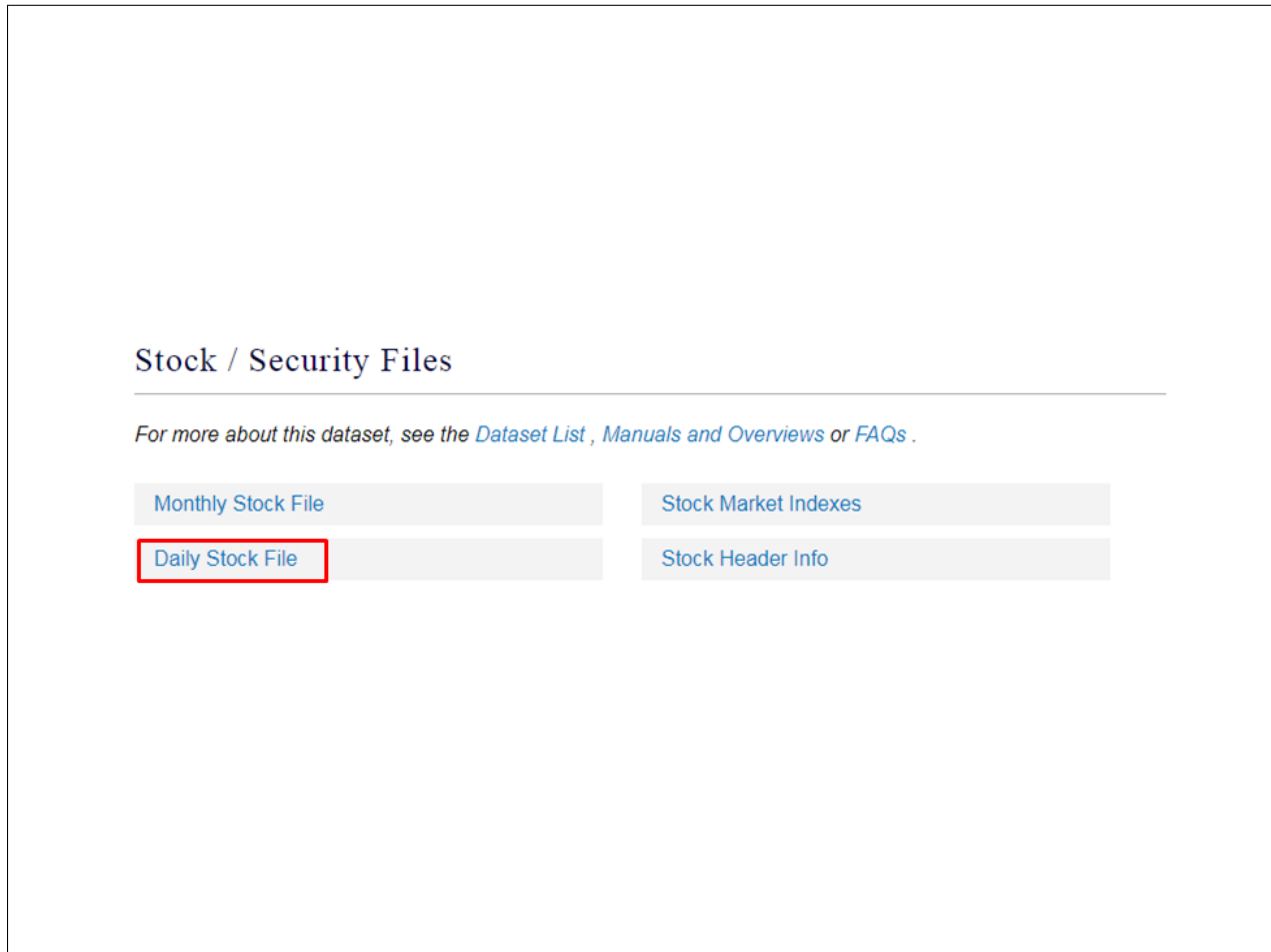 Stock / Security Files
For more about this dataset, see the Dataset List , Manuals and Overviews or FAQs .
Monthly Stock File
Stock Market Indexes
Daily Stock File
Stock Header Info